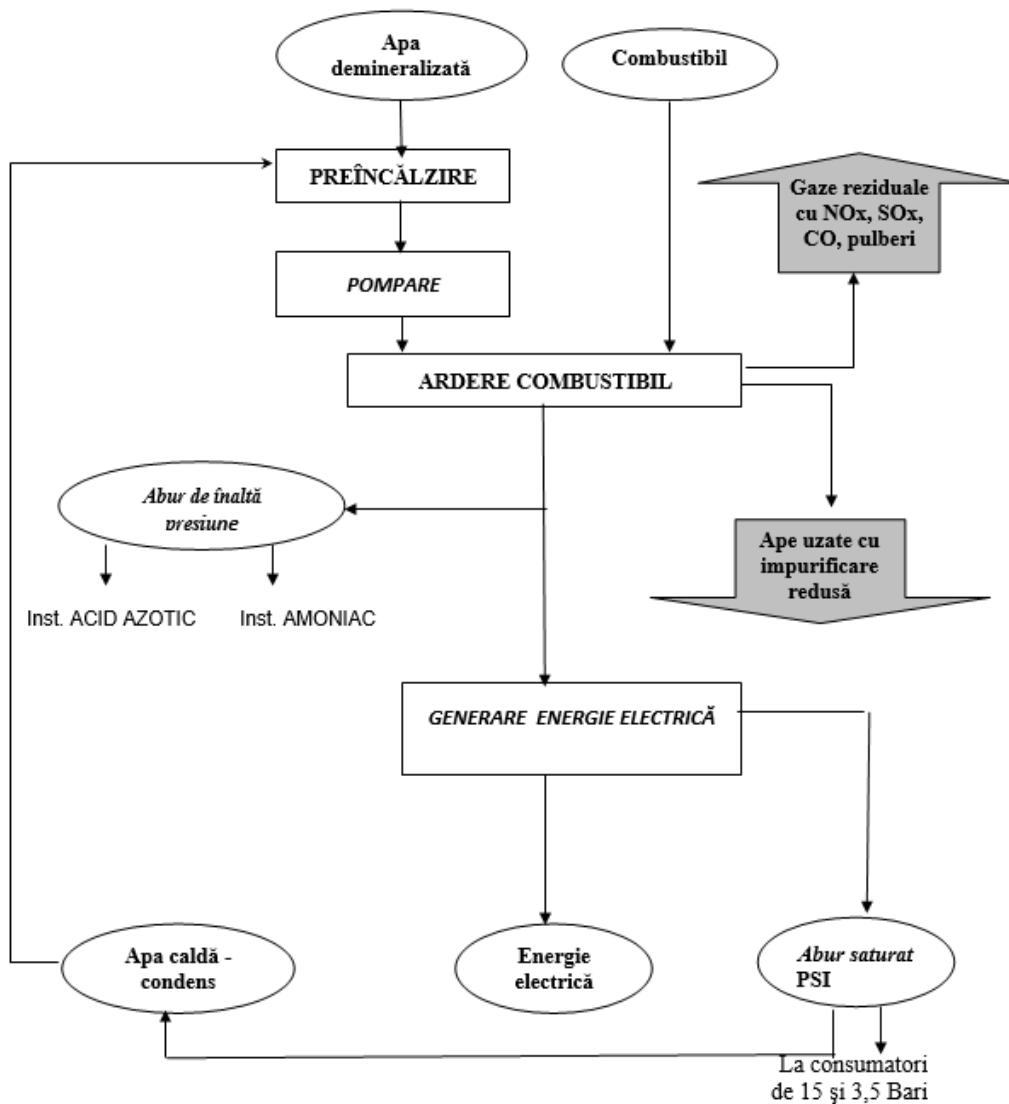 Apa
demineralizată
Combustibil
PREÎNCĂLZIRE
Gaze reziduale
cu NOx, SOx,
CO, pulberi
POMPARE
ARDERE COMBUSTIBIL
Abur de înaltă
presiune
Ape uzate cu
impurificare
redusă
Inst. ACID AZOTIC
Inst. AMONIAC
GENERARE ENERGIE ELECTRICĂ
Apa caldă -
condens
Energie
electrică
Abur saturat
PSI
La consumatori
de 15 şi 3,5 Bari